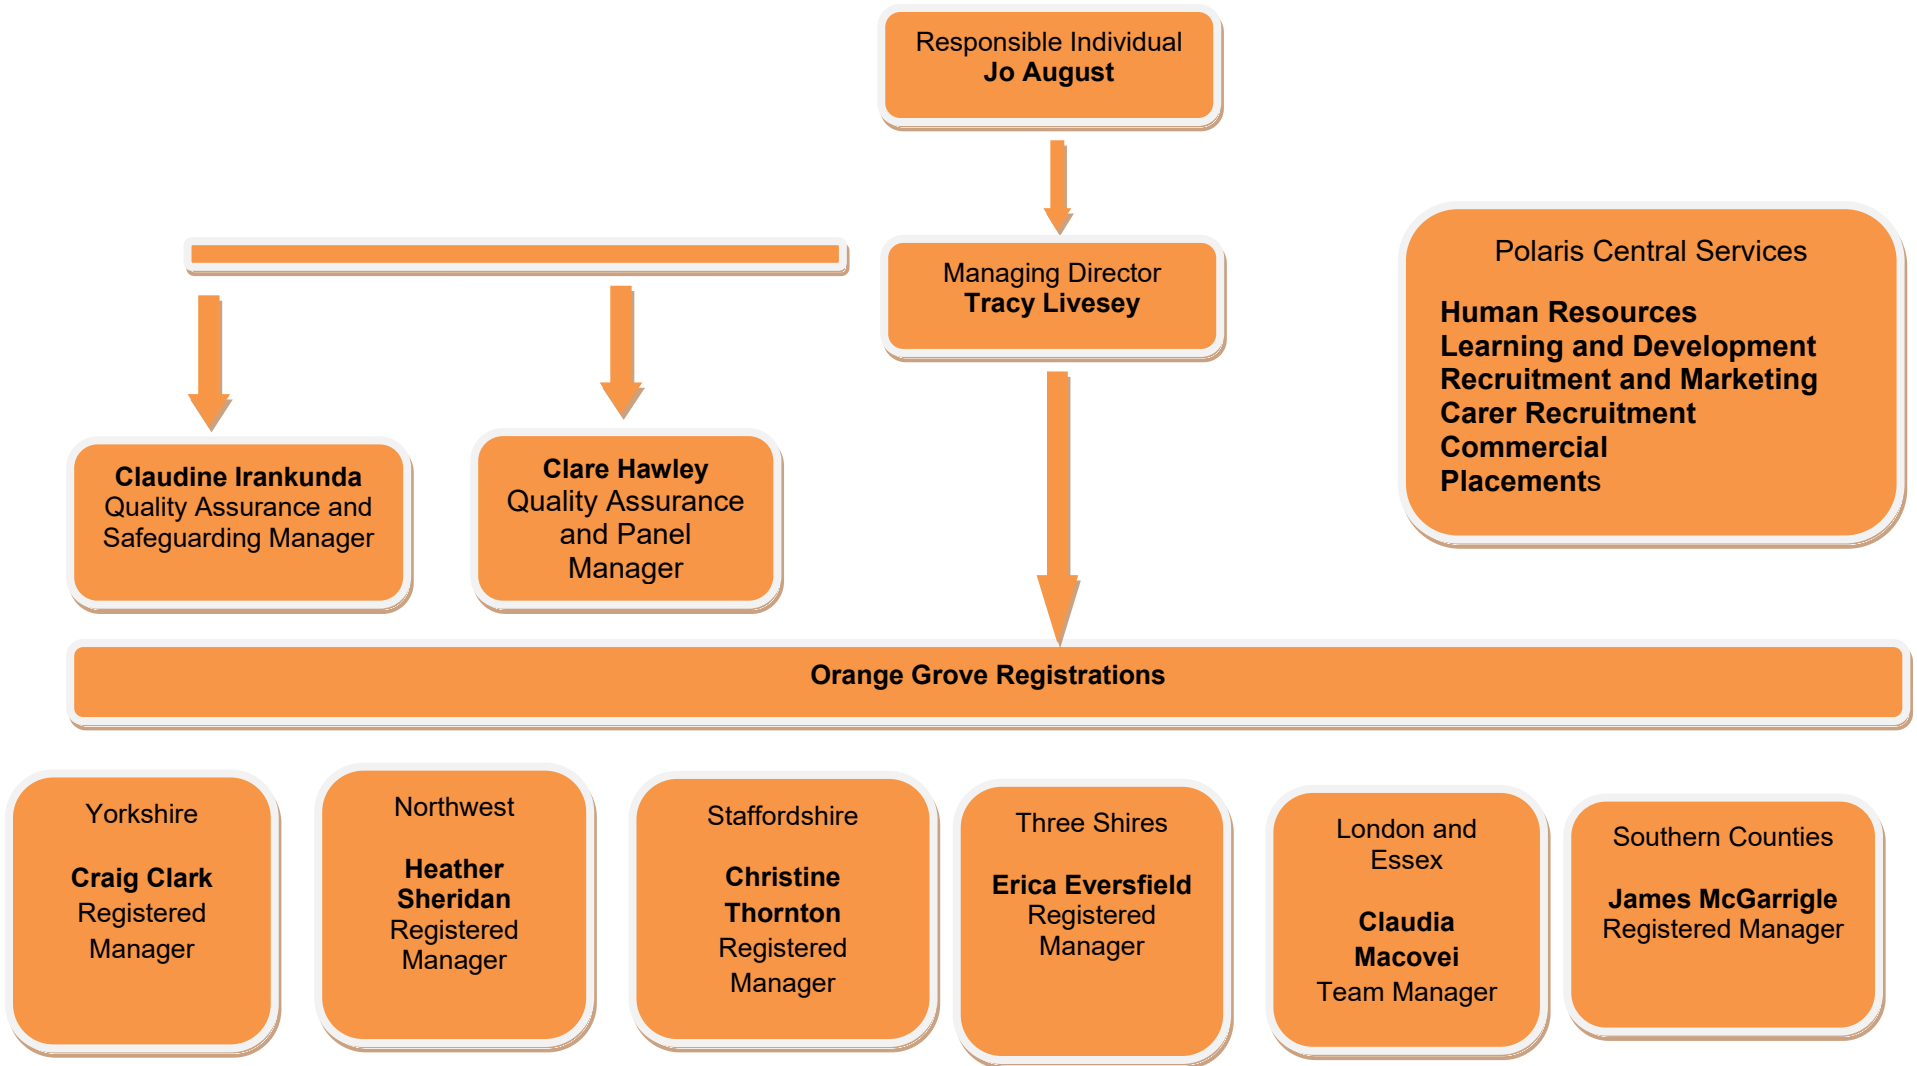 Responsible Individual
Jo August
Managing Director
Tracy Livesey
Polaris Central Services
Human Resources
Learning and Development
Recruitment and Marketing
Carer Recruitment
Commercial
Placements
Claudine Irankunda
Quality Assurance and
Safeguarding Manager
Clare Hawley
Quality Assurance
and Panel
Manager
Orange Grove Registrations
Yorkshire
Craig Clark
Registered
Manager
Northwest
Heather
Sheridan
Registered
Manager
Staffordshire
Christine
Thornton
Registered
Manager
Three Shires
Erica Eversfield
Registered
Manager
London and
Essex
Claudia
Macovei
Team Manager
Southern Counties
James McGarrigle
Registered Manager